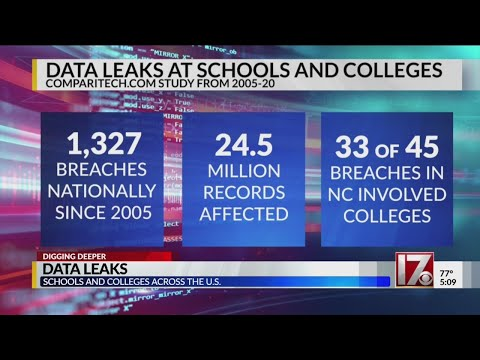 DATA LEAKS AT SCHOOLS AND COLLEGES
COMPARITECH.COM STUDY FROM 2005-20
1,327
BREACHES
NATIONALLY
SINCE 2005
24.5
MILLION
RECORDS
AFFECTED
33 OF 45
BREACHES IN
NC INVOLVED
COLLEGES
DIGGING DEEPER
DATA LEAKS
SCHOOLS AND COLLEGES ACROSS THE U.S.
17
77°
5:09